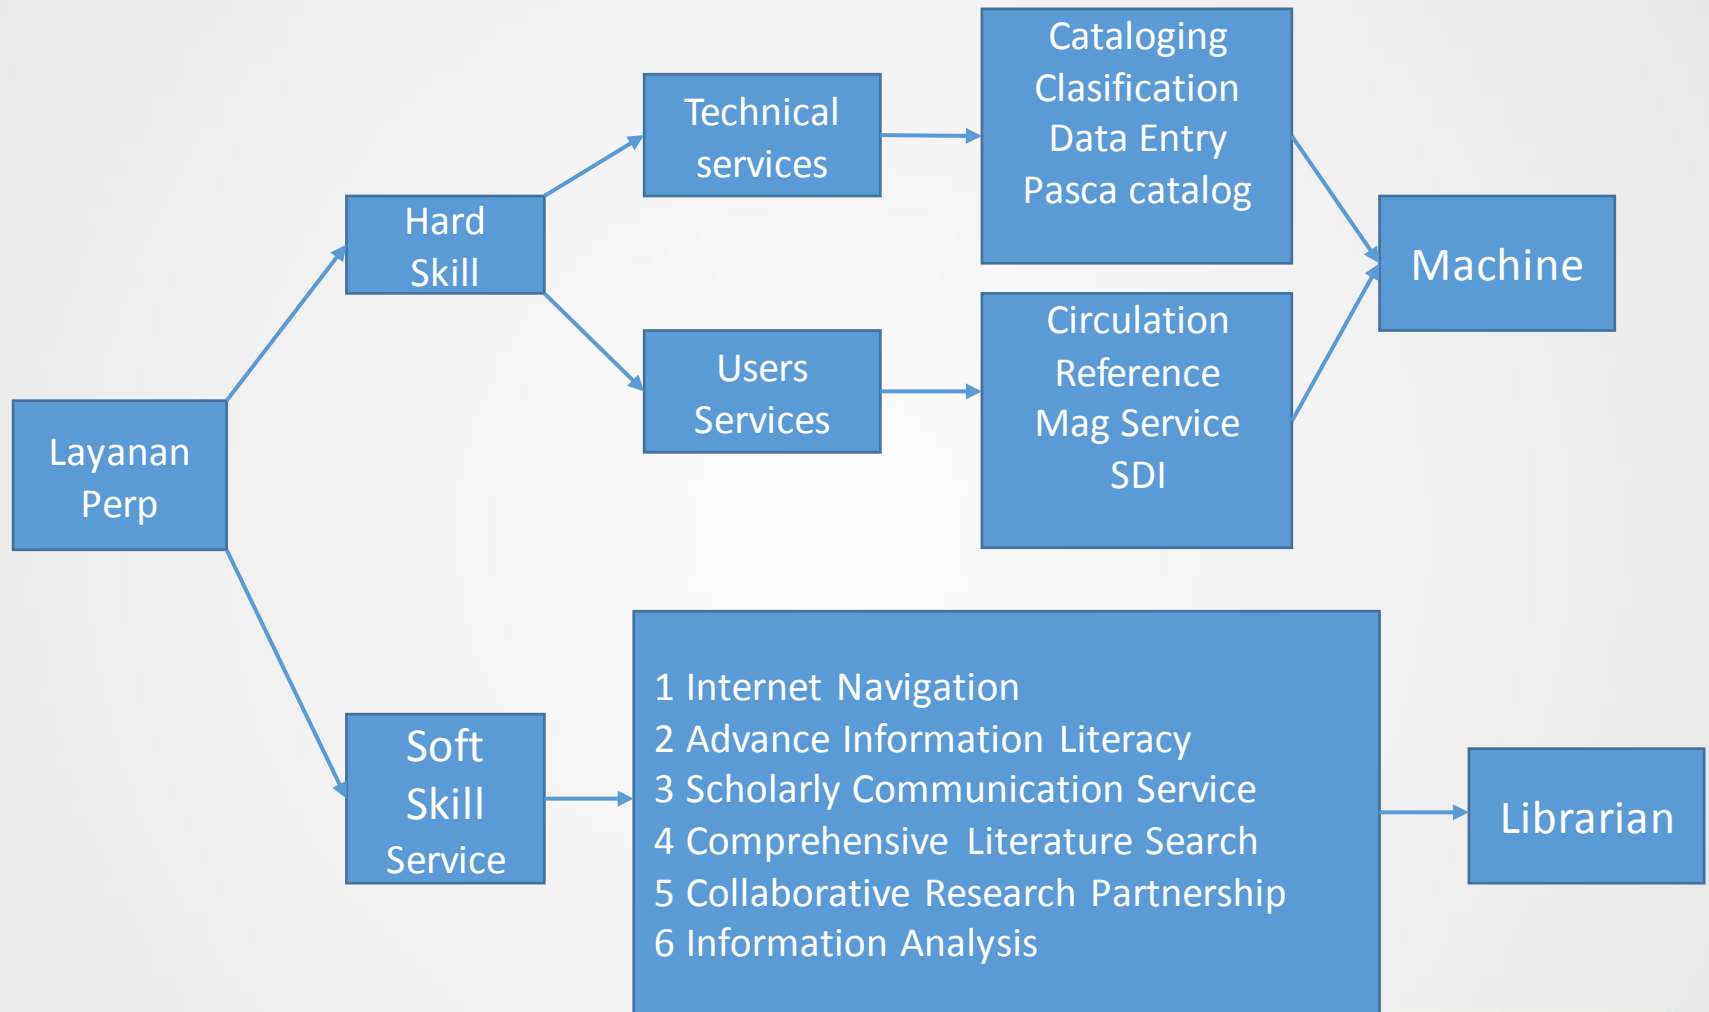 Layanan
Perp
Hard
Skill
Technical
services
Cataloging
Clasification
Data Entry
Pasca catalog
Users
Services
Circulation
Reference
Mag Service
SDI
Machine
Soft
Skill
Service
1 Internet Navigation
2 Advance Information Literacy
3 Scholarly Communication Service
4 Comprehensive Literature Search
5 Collaborative Research Partnership
6 Information Analysis
Librarian